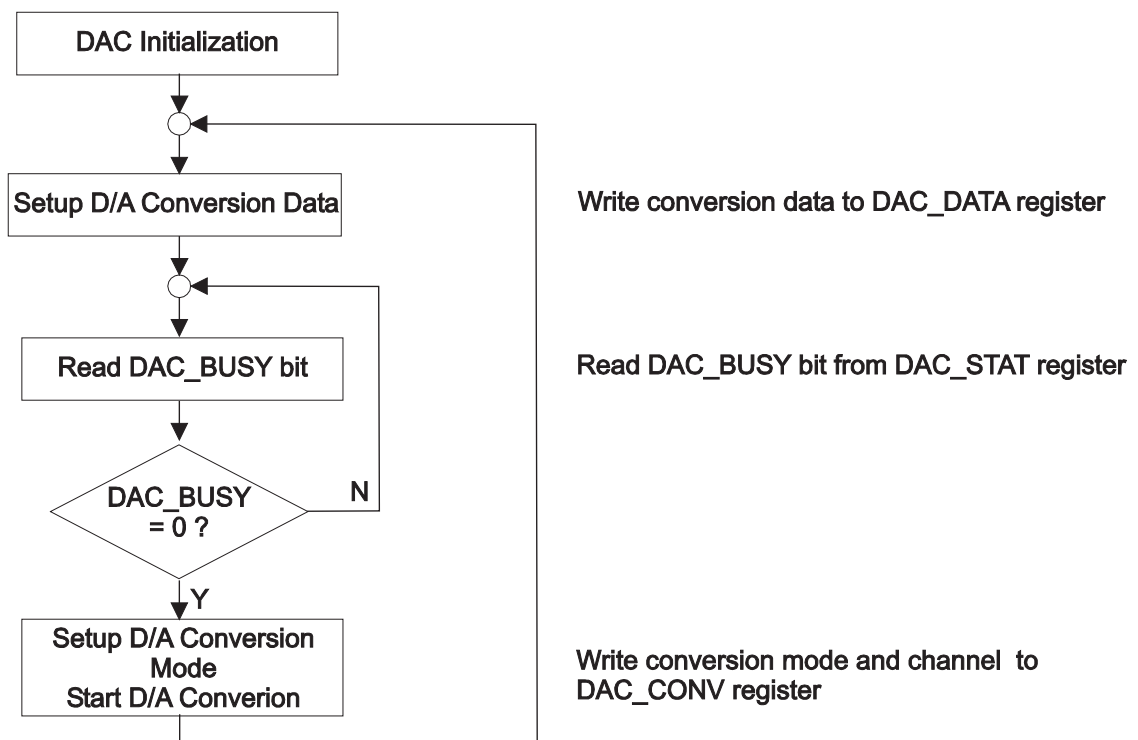 DAC Initialization
Setup D/A Conversion Data
Write conversion data to DAC_DATA register
Read DAC_BUSY bit
Read DAC_BUSY bit from DAC_STAT register
DAC_BUSY
= 0 ?
N
Y
Setup D/A Conversion
Mode
Start D/A Converion
Write conversion mode and channel to
DAC_CONV register